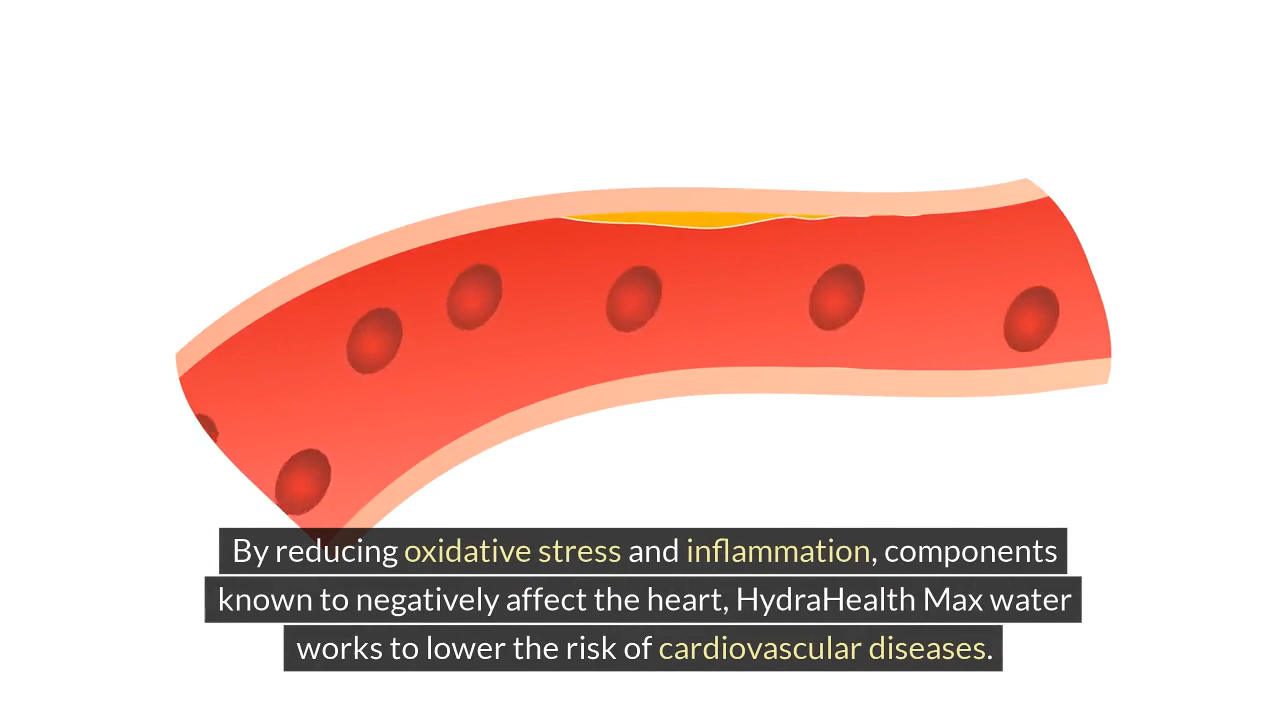 By reducing oxidative stress and inflammation, components
known to negatively affect the heart, HydraHealth Max water
works to lower the risk of cardiovascular diseases.